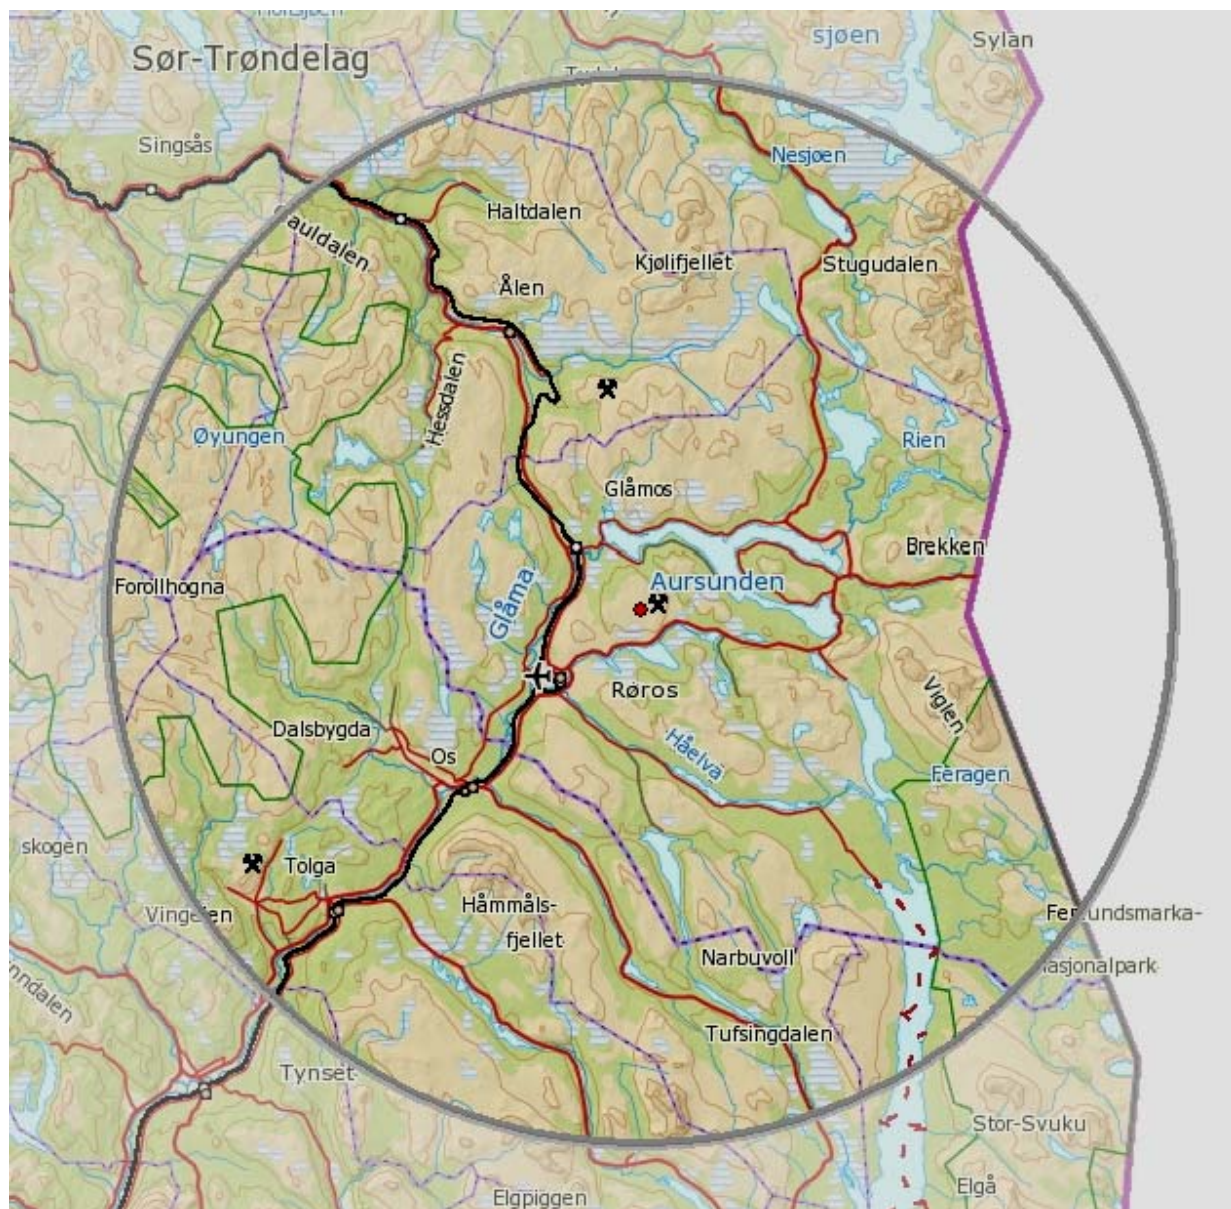 sjøen
Sylan
Sør-Trøndelag
Singsås
Nesjøen
Haltdalen
auldalen
Kjølifjellet
Stugudalen
Ålen
Hessdalen
Øyungen
Rien
Glåmos
Brekken
Forollhogna
Aursunden
Glåma
Røros
Viglen
Dalsbygda
Os
Håelva
Feragen
skogen
Tolga
Vingelen
Håmmåls-
fjellet
Narbuvoll
Femundsmarka-
nasjonalpark
nndalen
Tufsingdalen
Tynset
Stor-Svuku
Elgå
Elgpiggen